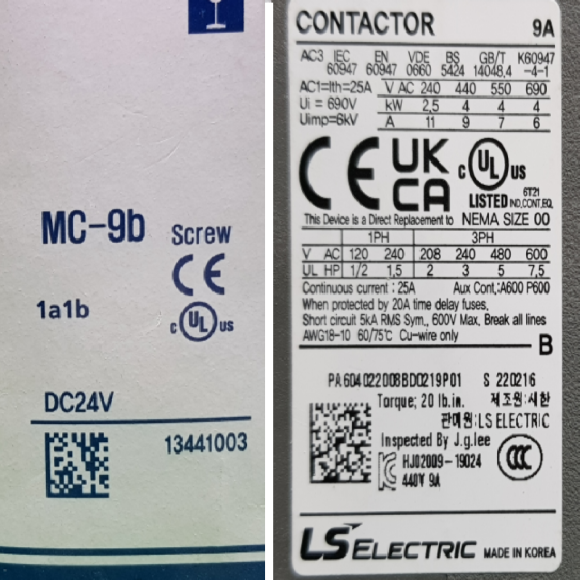 MC-9b
Screw
CE
1a1b
c UL us
DC24V
13441003
CONTACTOR 9A
AC3 IEC 60947 EN 60947 VDE 0660 BS 5424 GB/T 14048.4 K60947 -4-1
AC1=Ith=25A V AC 240 440 550 690
Ui = 690V kW 2.5 4 4 4
Uimp=6kV A 11 9 7 6
CE UK CA c UL us
LISTED 6T21 IND.CONT.EQ.
This Device is a Direct Replacement to NEMA SIZE 00
1PH 3PH
V AC 120 240 208 240 480 600
UL HP 1/2 1.5 2 3 5 7.5
Continuous current : 25A Aux Cont.:A600 P600
When protected by 20A time delay fuses.
Short circuit 5kA RMS Sym., 600V Max. Break all lines
AWG18-10 60/75℃ Cu-wire only
B
PA604022008BDC0219P01 S 220216
Torque; 20 lb.in. 제조원:새한
판매원:LS ELECTRIC
Inspected By J.g.lee
HJ02009-19024
440V 9A
CCC
LS ELECTRIC MADE IN KOREA